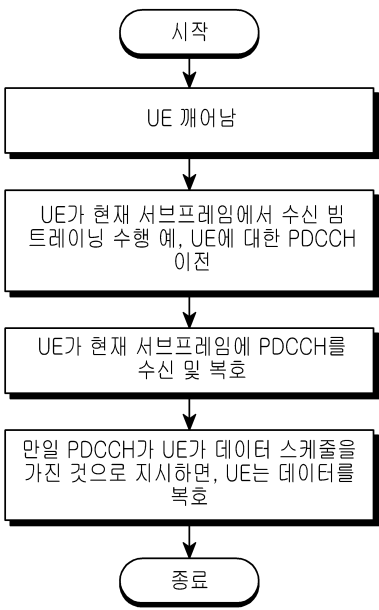 시작
UE 깨어남
UE가 현재 서브프레임에서 수신 빔
트레이닝 수행 예, UE에 대한 PDCCH
이전
UE가 현재 서브프레임에 PDCCH를
수신 및 복호
만일 PDCCH가 UE가 데이터 스케줄을
가진 것으로 지시하면, UE는 데이터를
복호
종료